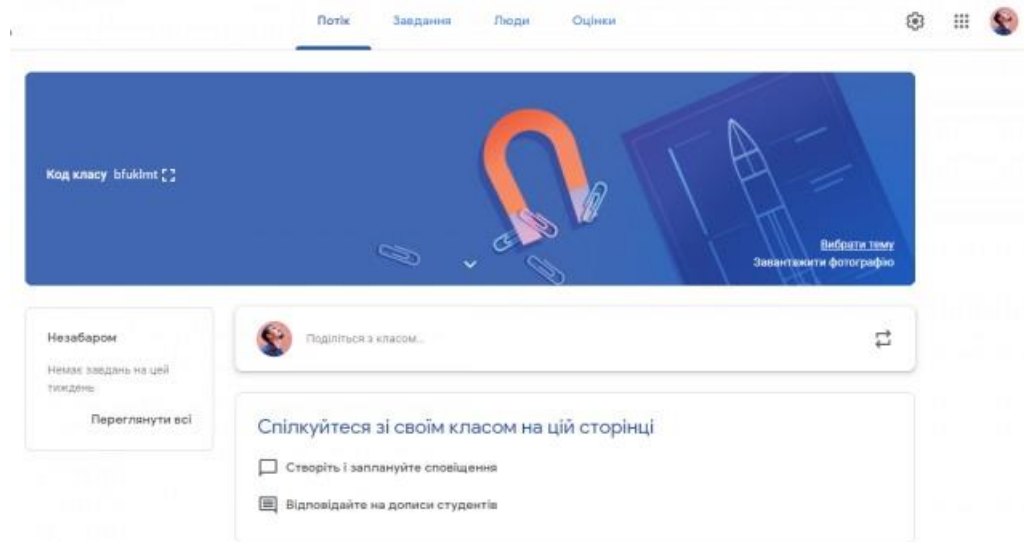 Потік Завдання Люди Оцінки
Код класу bfuklmt
Вибрати тему
Завантажити фотографію
Незабаром
Немає завдань на цей
тиждень
Переглянути всі
Поділіться з класом...
Спілкуйтеся зі своїм класом на цій сторінці
Створіть і заплануйте сповіщення
Відповідайте на дописи студентів